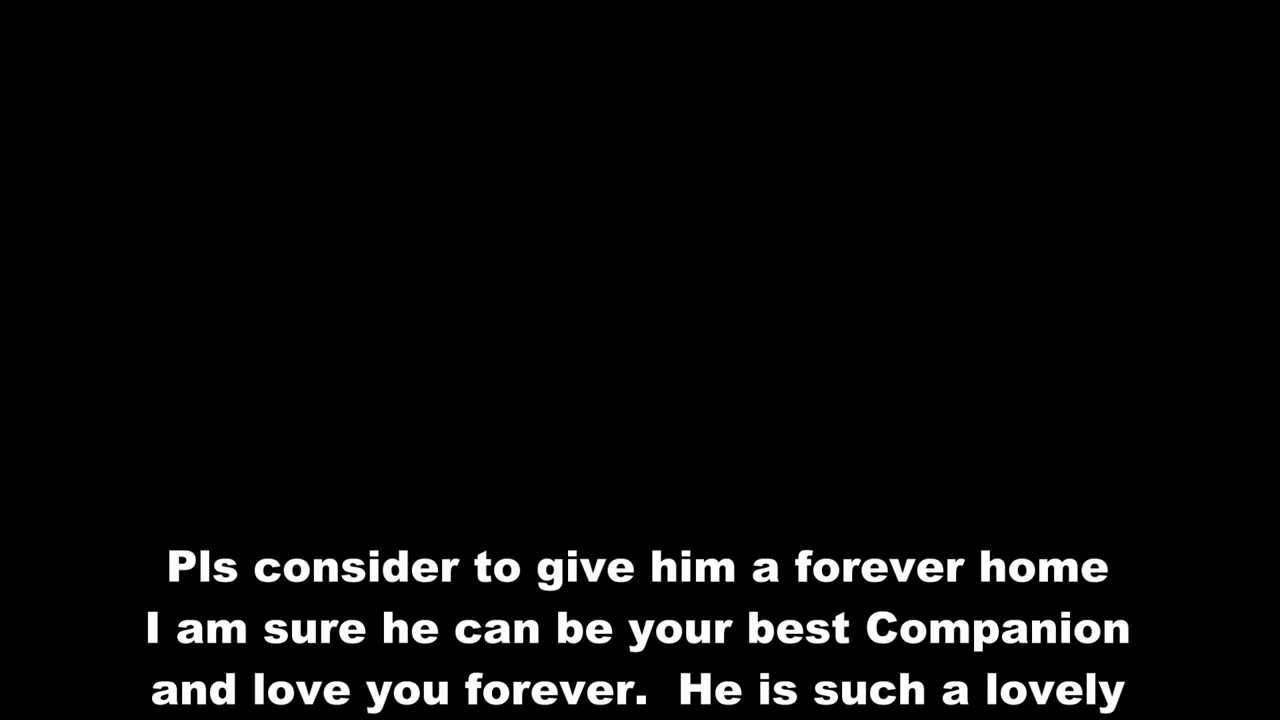 Pls consider to give him a forever home
I am sure he can be your best Companion
and love you forever.  He is such a lovely